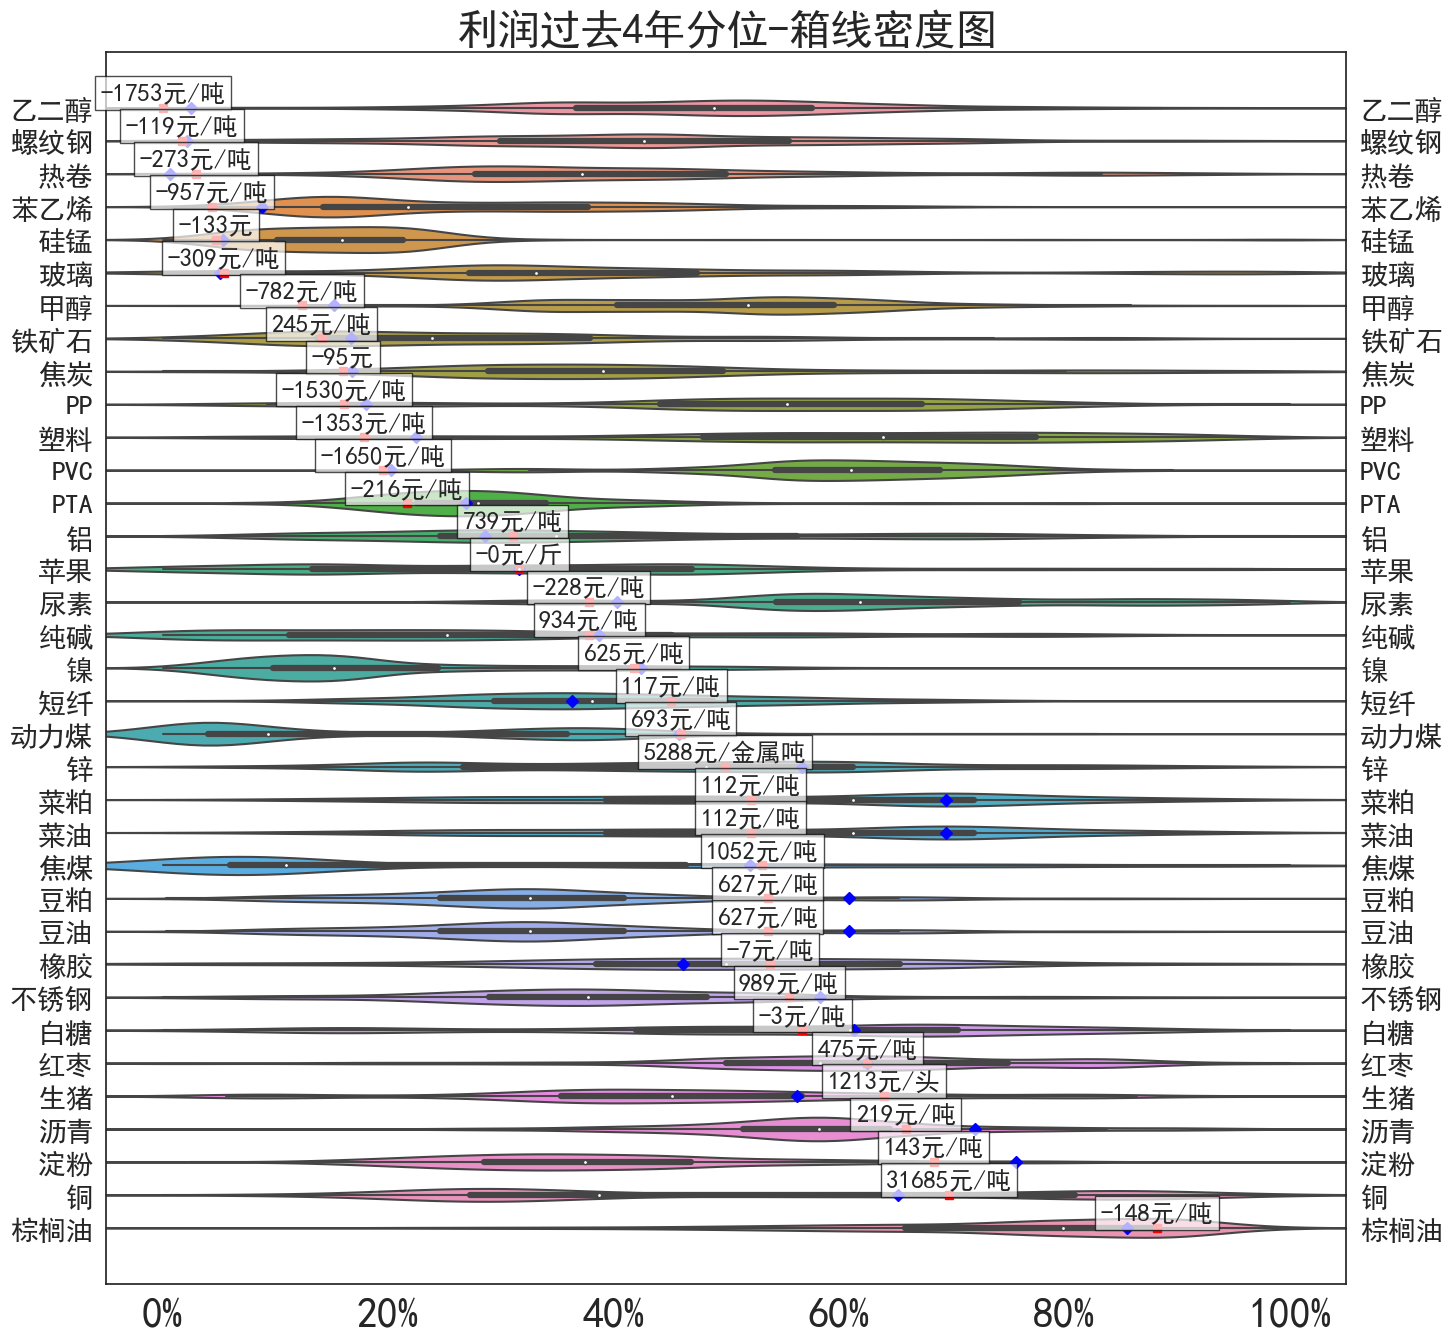 利润过去4年分位-箱线密度图
乙二醇 -1753元/吨 乙二醇
螺纹钢 -119元/吨 螺纹钢
热卷 -273元/吨 热卷
苯乙烯 -957元/吨 苯乙烯
硅锰 -133元 硅锰
玻璃 -309元/吨 玻璃
甲醇 -782元/吨 甲醇
铁矿石 245元/吨 铁矿石
焦炭 -95元 焦炭
PP -1530元/吨 PP
塑料 -1353元/吨 塑料
PVC -1650元/吨 PVC
PTA -216元/吨 PTA
铝 739元/吨 铝
苹果 -0元/斤 苹果
尿素 -228元/吨 尿素
纯碱 934元/吨 纯碱
镍 625元/吨 镍
短纤 117元/吨 短纤
动力煤 693元/吨 动力煤
锌 5288元/金属吨 锌
菜粕 112元/吨 菜粕
菜油 112元/吨 菜油
焦煤 1052元/吨 焦煤
豆粕 627元/吨 豆粕
豆油 627元/吨 豆油
橡胶 -7元/吨 橡胶
不锈钢 989元/吨 不锈钢
白糖 -3元/吨 白糖
红枣 475元/吨 红枣
生猪 1213元/头 生猪
沥青 219元/吨 沥青
淀粉 143元/吨 淀粉
铜 31685元/吨 铜
棕榈油 -148元/吨 棕榈油
0% 20% 40% 60% 80% 100%